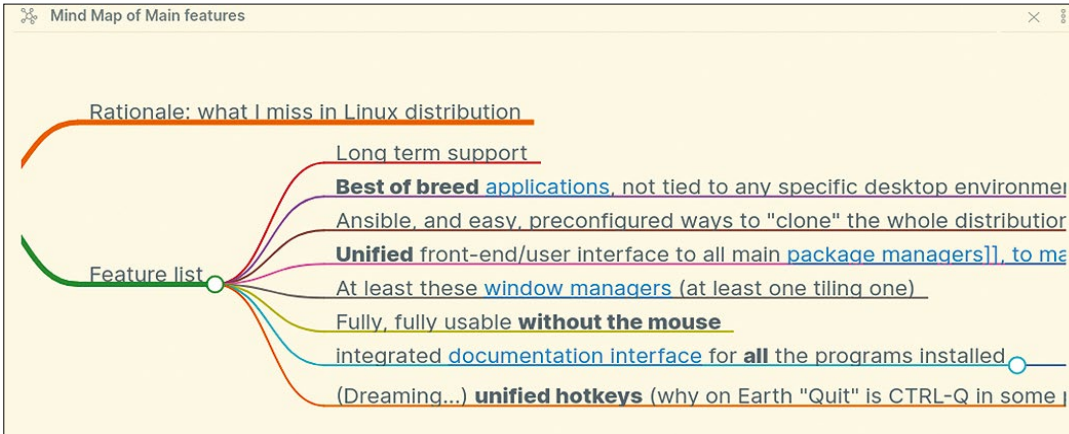 Mind Map of Main features
Rationale: what I miss in Linux distribution
Feature list
Long term support
Best of breed applications, not tied to any specific desktop
Ansible, and easy, preconfigured ways to "clone" the whole
Unified front-end/user interface to all main package managers]], to
At least these window managers (at least one tiling one)
Fully, fully usable without the mouse
integrated documentation interface for all the programs installed
(Dreaming...) unified hotkeys (why on Earth "Quit" is CTRL-Q in some